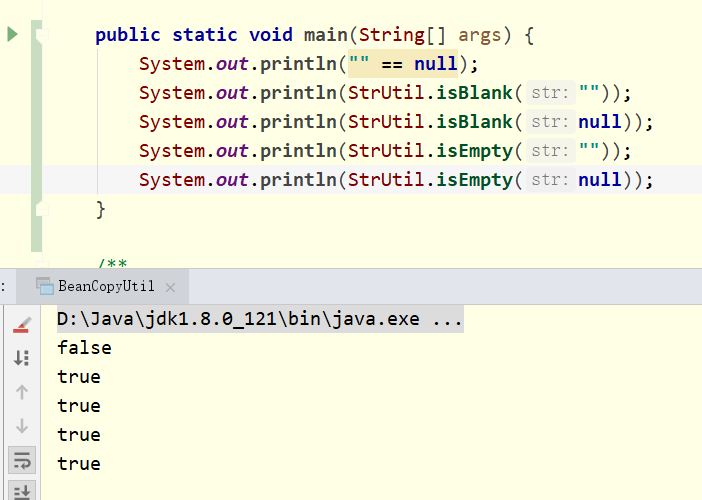 public static void main(String[] args) {
System.out.println("" == null);
System.out.println(StrUtil.isBlank( str: ""));
System.out.println(StrUtil.isBlank( str: null));
System.out.println(StrUtil.isEmpty( str: ""));
System.out.println(StrUtil.isEmpty( str: null));
}
/**
: BeanCopyUtil ×
D:\Java\jdk1.8.0_121\bin\java.exe ...
false
true
true
true
true